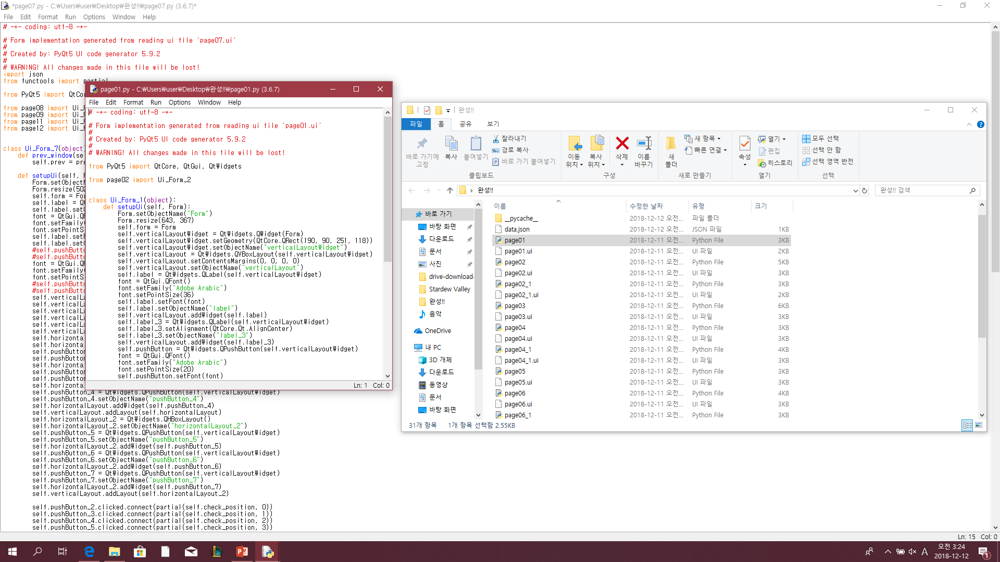 *page07.py - C:₩Users₩user₩Desktop₩완성!!₩page07.py (3.6.7)*
File Edit Format Run Options Window Help
# -*- coding: utf-8 -*-
# Form implementation generated from reading ui file 'page07.ui'
#
# Created by: PyQt5 UI code generator 5.9.2
#
# WARNING! All changes made in this file will be lost!
import json
from functools import partial
from PyQt5 import QtCor
from page08 import Ui_F
from page09 import Ui_F
from page11 import Ui_F
from page12 import Ui_F
class Ui_Form_7(object)
def prev_window(se
self.prev = pre
def setupUi(self, F
Form.setObjectN
Form.resize(502
self.form = For
self.label = Qt
self.label.setG
font = QtGui.QF
font.setFamily(
font.setPointSi
self.label.setF
self.label.setO
#self.pushButto
#self.pushButto
font = QtGui.QF
font.setFamily(
font.setPointSi
#self.pushButto
#self.pushButto
self.verticalLa
self.verticalLa
self.verticalLa
self.verticalLa
self.verticalLa
self.verticalLa
self.horizontal
self.horizontal
self.pushButton
self.pushButton
self.horizontal
self.pushButton
self.pushButton
self.horizontal
self.pushButton_4 = QtWidgets.QPushButton(self.verticalLayoutWidget)
self.pushButton_4.setObjectName("pushButton_4")
self.horizontalLayout.addWidget(self.pushButton_4)
self.verticalLayout.addLayout(self.horizontalLayout)
self.horizontalLayout_2 = QtWidgets.QHBoxLayout()
self.horizontalLayout_2.setObjectName("horizontalLayout_2")
self.pushButton_5 = QtWidgets.QPushButton(self.verticalLayoutWidget)
self.pushButton_5.setObjectName("pushButton_5")
self.horizontalLayout_2.addWidget(self.pushButton_5)
self.pushButton_6 = QtWidgets.QPushButton(self.verticalLayoutWidget)
self.pushButton_6.setObjectName("pushButton_6")
self.horizontalLayout_2.addWidget(self.pushButton_6)
self.pushButton_7 = QtWidgets.QPushButton(self.verticalLayoutWidget)
self.pushButton_7.setObjectName("pushButton_7")
self.horizontalLayout_2.addWidget(self.pushButton_7)
self.verticalLayout.addLayout(self.horizontalLayout_2)
self.pushButton_2.clicked.connect(partial(self.check_position, 0))
self.pushButton_3.clicked.connect(partial(self.check_position, 1))
self.pushButton_4.clicked.connect(partial(self.check_position, 2))
self.pushButton_5.clicked.connect(partial(self.check_position, 3))
Ln: 15 Col: 0
page01.py - C:₩Users₩user₩Desktop₩완성!!₩page01.py (3.6.7)
File Edit Format Run Options Window Help
# -*- coding: utf-8 -*-
# Form implementation generated from reading ui file 'page01.ui'
#
# Created by: PyQt5 UI code generator 5.9.2
#
# WARNING! All changes made in this file will be lost!
from PyQt5 import QtCore, QtGui, QtWidgets
from page02 import Ui_Form_2
class Ui_Form_1(object):
def setupUi(self, Form):
Form.setObjectName("Form")
Form.resize(643, 367)
self.form = Form
self.verticalLayoutWidget = QtWidgets.QWidget(Form)
self.verticalLayoutWidget.setGeometry(QtCore.QRect(190, 90, 251, 118))
self.verticalLayoutWidget.setObjectName("verticalLayoutWidget")
self.verticalLayout = QtWidgets.QVBoxLayout(self.verticalLayoutWidget)
self.verticalLayout.setContentsMargins(0, 0, 0, 0)
self.verticalLayout.setObjectName("verticalLayout")
self.label = QtWidgets.QLabel(self.verticalLayoutWidget)
font = QtGui.QFont()
font.setFamily("Adobe Arabic")
font.setPointSize(36)
self.label.setFont(font)
self.label.setObjectName("label")
self.verticalLayout.addWidget(self.label)
self.label_3 = QtWidgets.QLabel(self.verticalLayoutWidget)
self.label_3.setAlignment(QtCore.Qt.AlignCenter)
self.label_3.setObjectName("label_3")
self.verticalLayout.addWidget(self.label_3)
self.pushButton = QtWidgets.QPushButton(self.verticalLayoutWidget)
font = QtGui.QFont()
font.setFamily("Adobe Arabic")
font.setPointSize(20)
self.pushButton.setFont(font)
Ln: 1 Col: 0
완성!!
파일 홈 공유 보기
바로 가기에 고정
복사
붙여넣기
잘라내기
경로 복사
바로 가기 붙여넣기
클립보드
이동 위치
복사 위치
삭제
이름 바꾸기
구성
새 폴더
새 항목
빠른 연결
새로 만들기
속성
열기
편집
히스토리
열기
모두 선택
선택 안 함
선택 영역 반전
선택
완성!!
완성!! 검색
바로 가기
바탕 화면
다운로드
문서
사진
drive-download-
Stardew Valley
완성!!
음악
OneDrive
내 PC
3D 개체
다운로드
동영상
문서
바탕 화면
이름 수정한 날짜 유형 크기
__pycache__ 2018-12-12 오전... 파일 폴더
data.json 2018-12-12 오전... JSON 파일 1KB
page01 2018-12-11 오전... Python File 3KB
page01.ui 2018-12-11 오전... UI 파일 2KB
page02 2018-12-11 오전... Python File 5KB
page02.ui 2018-12-11 오전... UI 파일 3KB
page02_1 2018-12-11 오전... Python File 3KB
page02_1.ui 2018-12-11 오전... UI 파일 2KB
page03 2018-12-11 오전... Python File 6KB
page03.ui 2018-12-11 오전... UI 파일 3KB
page04 2018-12-11 오전... Python File 3KB
page04.ui 2018-12-11 오전... UI 파일 3KB
page04_1 2018-12-11 오전... Python File 4KB
page04_1.ui 2018-12-11 오전... UI 파일 3KB
page05 2018-12-11 오전... Python File 3KB
page05.ui 2018-12-11 오전... UI 파일 3KB
page06 2018-12-11 오전... Python File 4KB
page06.ui 2018-12-11 오전... UI 파일 3KB
page06_1 2018-12-11 오전... Python File 3KB
31개 항목 1개 항목 선택함 2.55KB
A
오전 3:24
2018-12-12
1